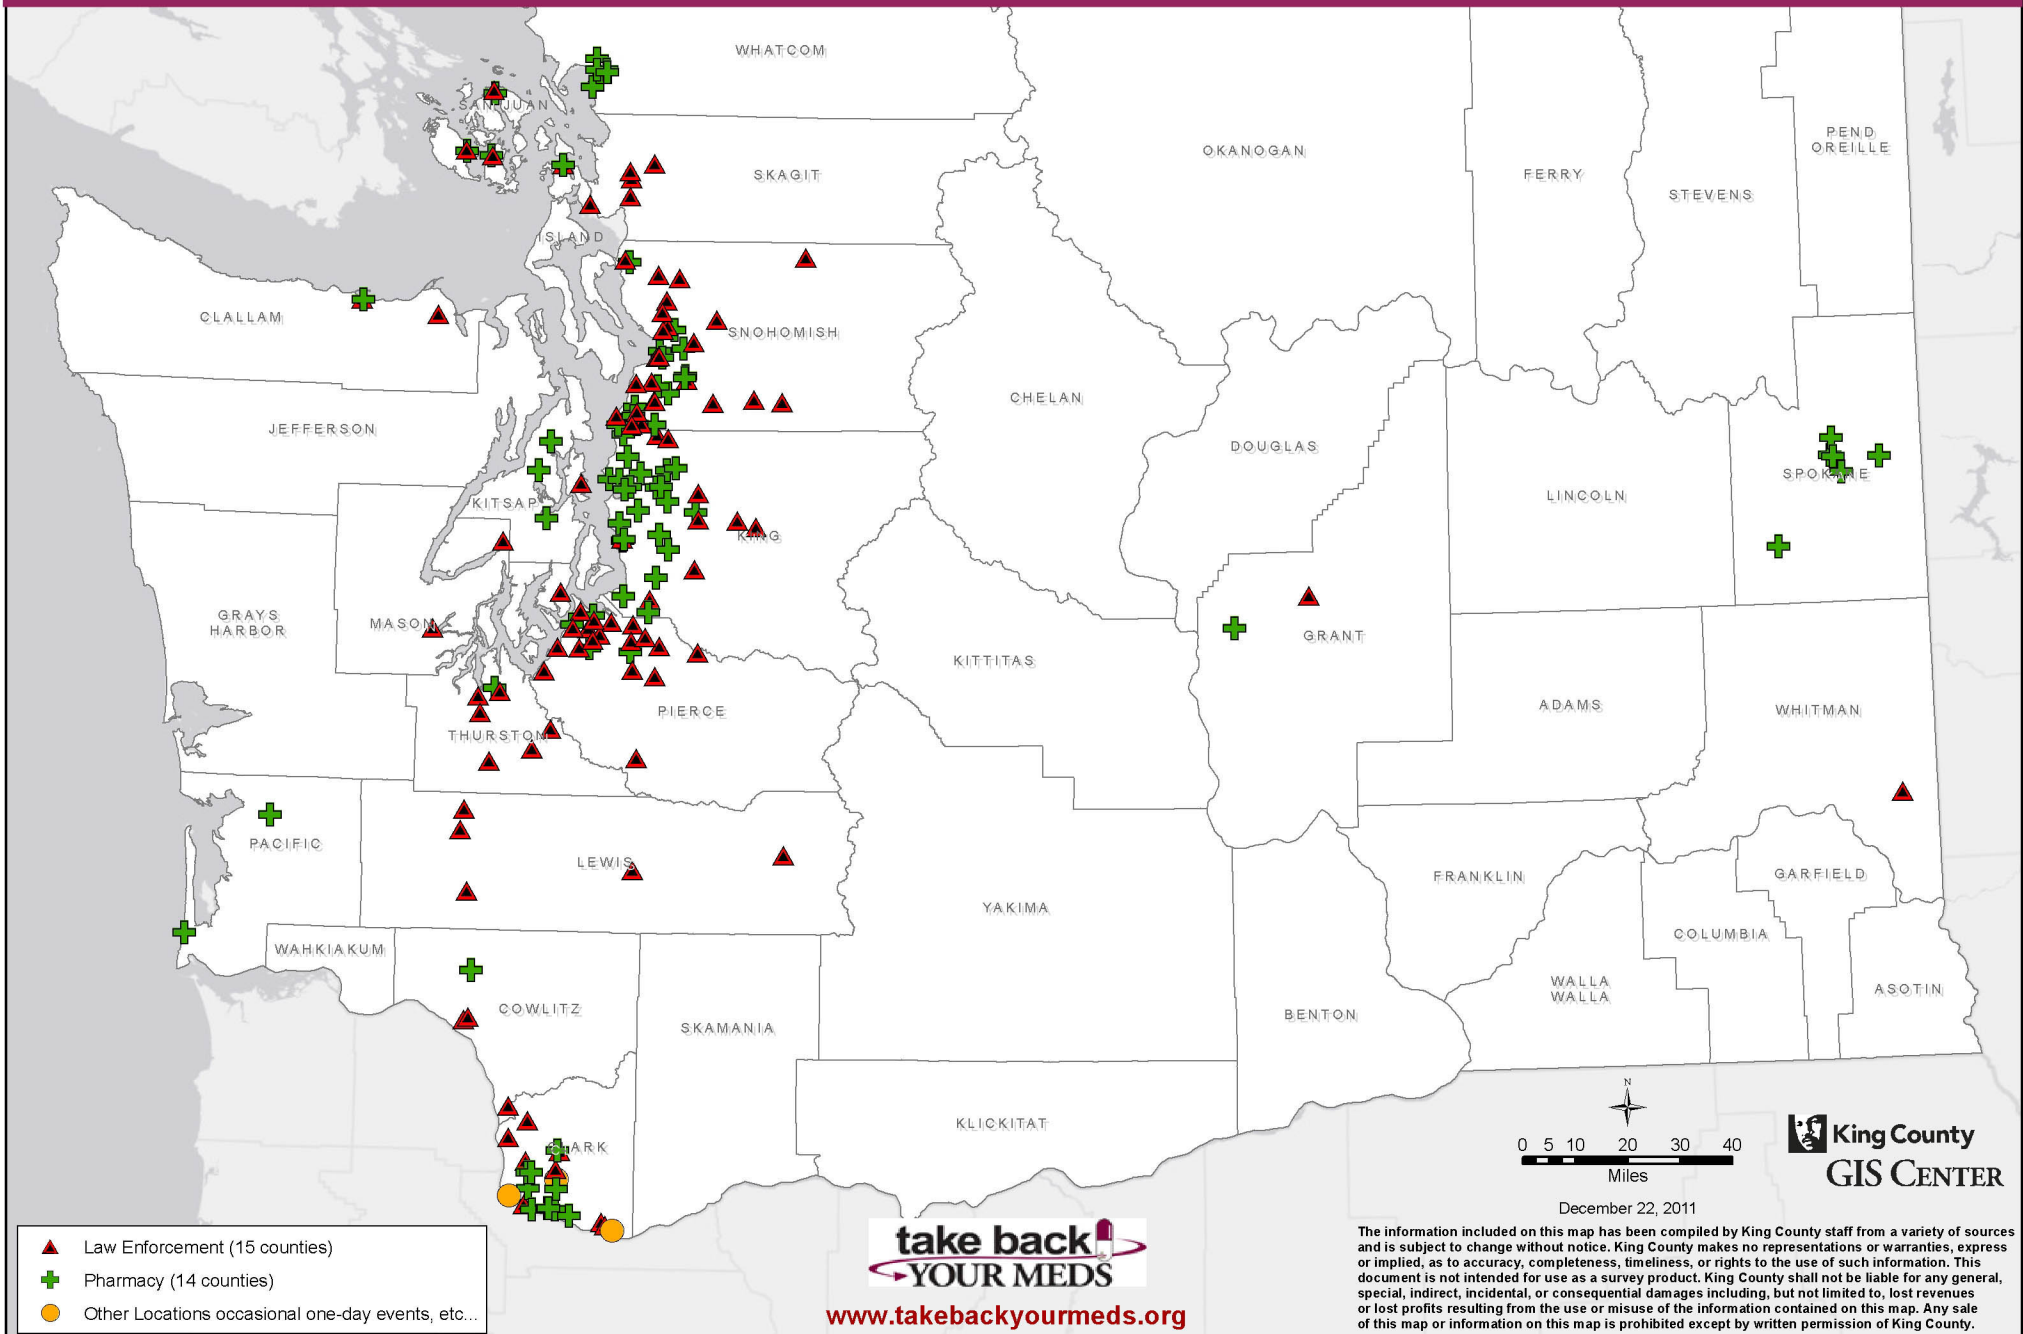 WHATCOM
SAN JUAN
SKAGIT
ISLAND
OKANOGAN
FERRY
STEVENS
PEND
OREILLE
CLALLAM
SNOHOMISH
CHELAN
JEFFERSON
DOUGLAS
KITSAP
KING
LINCOLN
SPOKANE
GRAYS
HARBOR
MASON
KITTITAS
GRANT
PIERCE
THURSTON
ADAMS
WHITMAN
PACIFIC
LEWIS
YAKIMA
FRANKLIN
GARFIELD
WAHKIAKUM
COLUMBIA
COWLITZ
SKAMANIA
BENTON
WALLA
WALLA
ASOTIN
CLARK
KLICKITAT
N
0 5 10 20 30 40
Miles
King County
GIS CENTER
December 22, 2011
Law Enforcement (15 counties)
Pharmacy (14 counties)
Other Locations occasional one-day events, etc...
take back
YOUR MEDS
www.takebackyourmeds.org
The information included on this map has been compiled by King County staff from a variety of sources
and is subject to change without notice. King County makes no representations or warranties, express
or implied, as to accuracy, completeness, timeliness, or rights to the use of such information. This
document is not intended for use as a survey product. King County shall not be liable for any general,
special, indirect, incidental, or consequential damages including, but not limited to, lost revenues
or lost profits resulting from the use or misuse of the information contained on this map. Any sale
of this map or information on this map is prohibited except by written permission of King County.